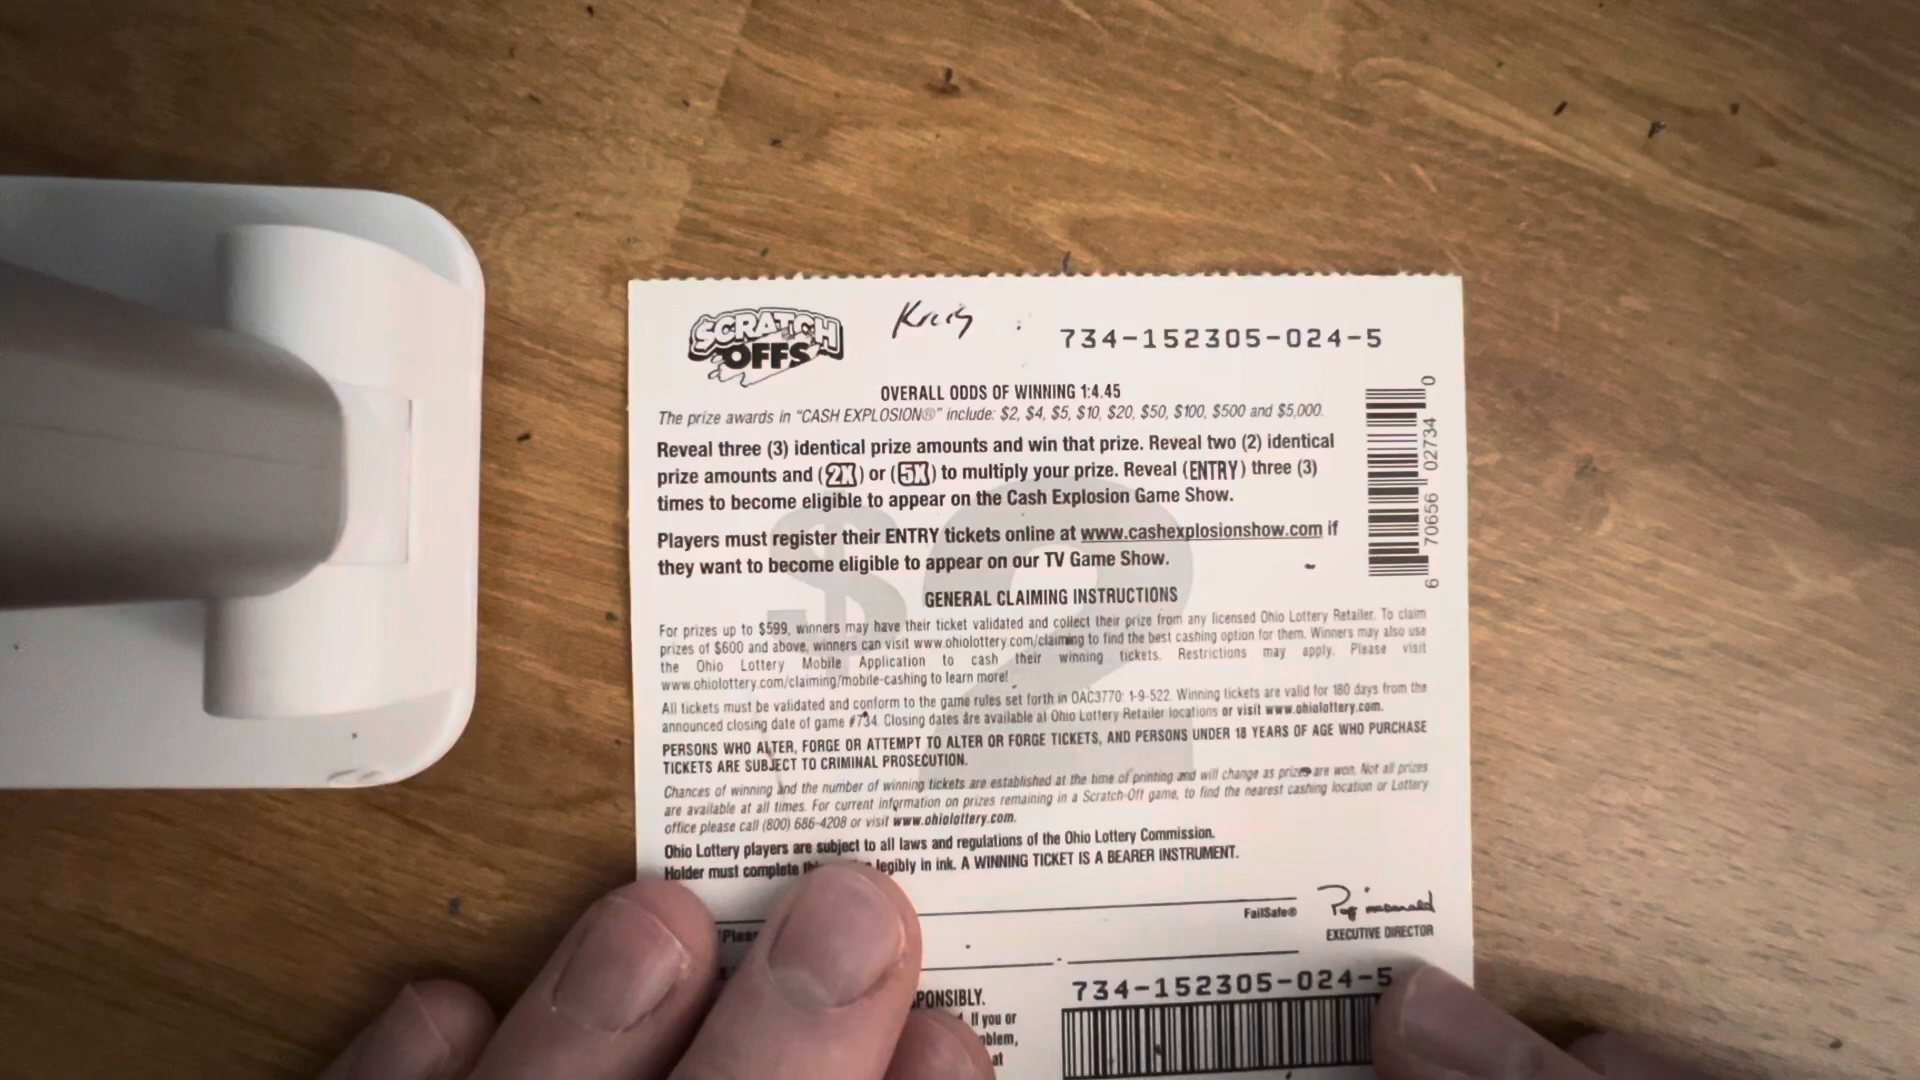 SCRATCH
OFFS
734-152305-024-5
OVERALL ODDS OF WINNING 1:4.45
The prize awards in "CASH EXPLOSION®" include: $2, $4, $5, $10, $20, $50, $100, $500 and $5,000.
Reveal three (3) identical prize amounts and win that prize. Reveal two (2) identical
prize amounts and (2X) or (5X) to multiply your prize. Reveal (ENTRY) three (3)
times to become eligible to appear on the Cash Explosion Game Show.
Players must register their ENTRY tickets online at www.cashexplosionshow.com if
they want to become eligible to appear on our TV Game Show.
6 70656 02734 0
$2
GENERAL CLAIMING INSTRUCTIONS
For prizes up to $599, winners may have their ticket validated and collect their prize from any licensed Ohio Lottery Retailer. To claim
prizes of $600 and above, winners can visit www.ohiolottery.com/claiming to find the best cashing option for them. Winners may also use
the Ohio Lottery Mobile Application to cash their winning tickets. Restrictions may apply. Please visit
www.ohiolottery.com/claiming/mobile-cashing to learn more!
All tickets must be validated and conform to the game rules set forth in OAC3770: 1-9-522. Winning tickets are valid for 180 days from the
announced closing date of game #734. Closing dates are available at Ohio Lottery Retailer locations or visit www.ohiolottery.com.
PERSONS WHO ALTER, FORGE OR ATTEMPT TO ALTER OR FORGE TICKETS, AND PERSONS UNDER 18 YEARS OF AGE WHO PURCHASE
TICKETS ARE SUBJECT TO CRIMINAL PROSECUTION.
Chances of winning and the number of winning tickets are established at the time of printing and will change as prizes are won. Not all prizes
are available at all times. For current information on prizes remaining in a Scratch-Off game, to find the nearest cashing location or Lottery
office please call (800) 686-4208 or visit www.ohiolottery.com.
Ohio Lottery players are subject to all laws and regulations of the Ohio Lottery Commission.
Holder must complete legibly in ink. A WINNING TICKET IS A BEARER INSTRUMENT.
FailSafe®
EXECUTIVE DIRECTOR
734-152305-024-5
PONSIBLY.
If you or
oblem,
at